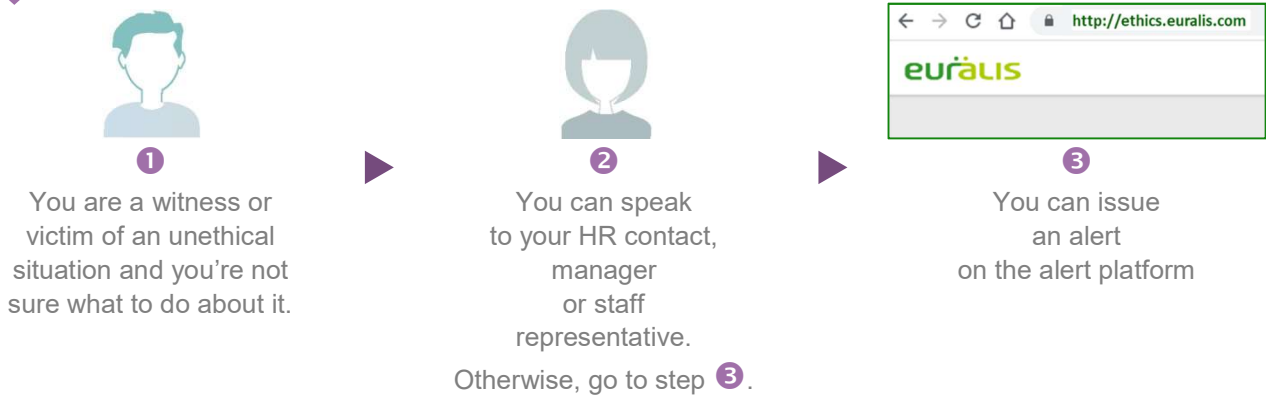 http://ethics.euralis.com
euräLis
1
You are a witness or
victim of an unethical
situation and you’re not
sure what to do about it.
2
You can speak
to your HR contact,
manager
or staff
representative.
Otherwise, go to step 3.
3
You can issue
an alert
on the alert platform